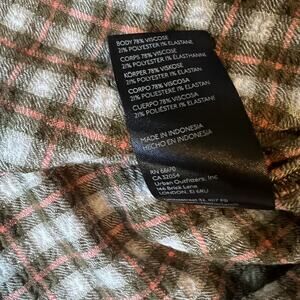 BODY 78% VISCOSE
21% POLYESTER 1% ELASTANE
CORPS 78% VISCOSE
21% POLYESTER 1% ELASTHANNE
KÖRPER 78% VISKOSE
21% POLYESTER 1% ELASTAN
CORPO 78% VISCOSA
21% POLIESTERE 1% ELASTAN
CUERPO 78% VISCOSA
21% POLIÉSTER 1% ELASTANO
MADE IN INDONESIA
HECHO EN INDONESIA
RN 66170
CA 32054
Urban Outfitters, Inc
146 Brick Lane
LONDON, E1 6RU